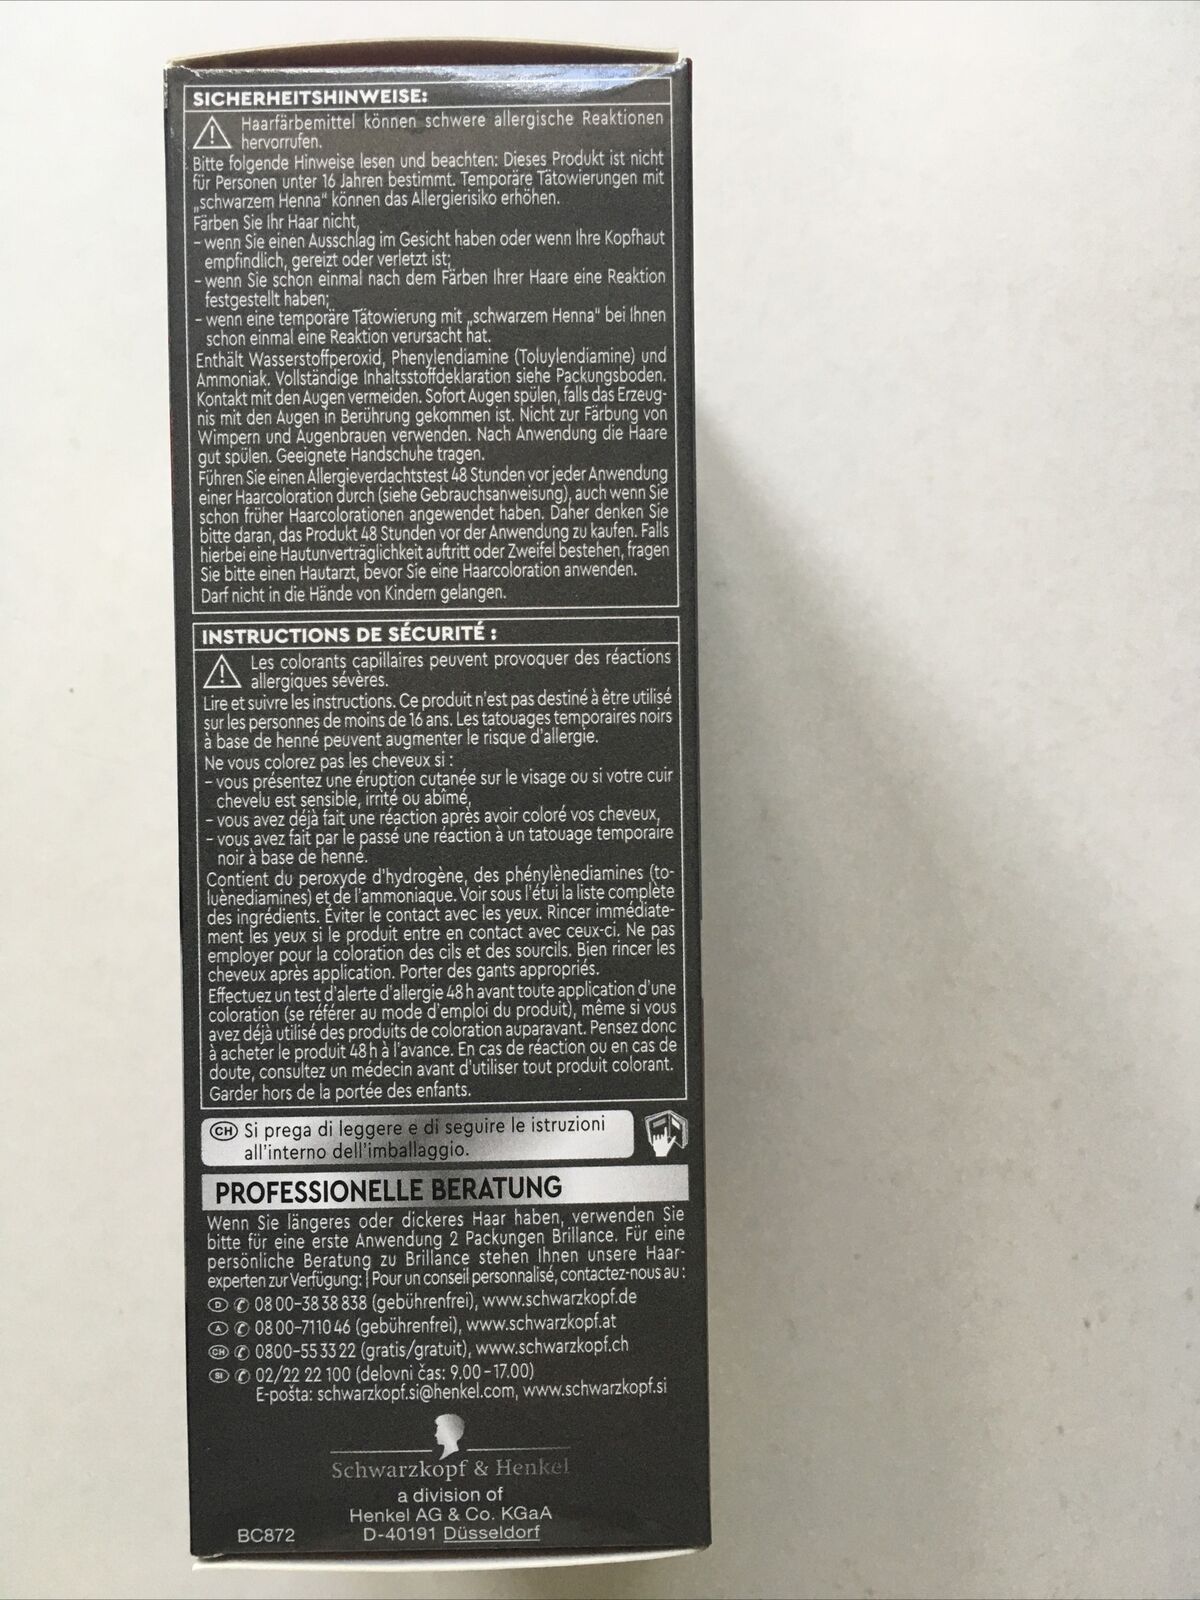 SICHERHEITSHINWEISE:
Haarfärbemittel können schwere allergische Reaktionen
hervorrufen.
Bitte folgende Hinweise lesen und beachten: Dieses Produkt ist nicht
für Personen unter 16 Jahren bestimmt. Temporäre Tätowierungen mit
„schwarzem Henna“ können das Allergierisiko erhöhen.
Färben Sie Ihr Haar nicht,
- wenn Sie einen Ausschlag im Gesicht haben oder wenn Ihre Kopfhaut
empfindlich, gereizt oder verletzt ist;
- wenn Sie schon einmal nach dem Färben Ihrer Haare eine Reaktion
festgestellt haben;
- wenn eine temporäre Tätowierung mit „schwarzem Henna“ bei Ihnen
schon einmal eine Reaktion verursacht hat.
Enthält Wasserstoffperoxid, Phenylendiamine (Toluylendiamine) und
Ammoniak. Vollständige Inhaltsstoffdeklaration siehe Packungsboden.
Kontakt mit den Augen vermeiden. Sofort Augen spülen, falls das Erzeug-
nis mit den Augen in Berührung gekommen ist. Nicht zur Färbung von
Wimpern und Augenbrauen verwenden. Nach Anwendung die Haare
gut spülen. Geeignete Handschuhe tragen.
Führen Sie einen Allergieverdachtstest 48 Stunden vor jeder Anwendung
einer Haarcoloration durch (siehe Gebrauchsanweisung), auch wenn Sie
schon früher Haarcolorationen angewendet haben. Daher denken Sie
bitte daran, das Produkt 48 Stunden vor der Anwendung zu kaufen. Falls
hierbei eine Hautunverträglichkeit auftritt oder Zweifel bestehen, fragen
Sie bitte einen Hautarzt, bevor Sie eine Haarcoloration anwenden.
Darf nicht in die Hände von Kindern gelangen.
INSTRUCTIONS DE SÉCURITÉ :
Les colorants capillaires peuvent provoquer des réactions
allergiques sévères.
Lire et suivre les instructions. Ce produit n'est pas destiné à être utilisé
sur les personnes de moins de 16 ans. Les tatouages temporaires noirs
à base de henné peuvent augmenter le risque d'allergie.
Ne vous colorez pas les cheveux si :
- vous présentez une éruption cutanée sur le visage ou si votre cuir
chevelu est sensible, irrité ou abîmé,
- vous avez déjà fait une réaction après avoir coloré vos cheveux,
- vous avez fait par le passé une réaction à un tatouage temporaire
noir à base de henné.
Contient du peroxyde d'hydrogène, des phénylènediamines (to-
luènediamines) et de l'ammoniaque. Voir sous l'étui la liste complète
des ingrédients. Éviter le contact avec les yeux. Rincer immédiate-
ment les yeux si le produit entre en contact avec ceux-ci. Ne pas
employer pour la coloration des cils et des sourcils. Bien rincer les
cheveux après application. Porter des gants appropriés.
Effectuez un test d'alerte d'allergie 48 h avant toute application d'une
coloration (se référer au mode d'emploi du produit), même si vous
avez déjà utilisé des produits de coloration auparavant. Pensez donc
à acheter le produit 48 h à l'avance. En cas de réaction ou en cas de
doute, consultez un médecin avant d'utiliser tout produit colorant.
Garder hors de la portée des enfants.
CH Si prega di leggere e di seguire le istruzioni
all'interno dell'imballaggio.
PROFESSIONELLE BERATUNG
Wenn Sie längeres oder dickeres Haar haben, verwenden Sie
bitte für eine erste Anwendung 2 Packungen Brillance. Für eine
persönliche Beratung zu Brillance stehen Ihnen unsere Haar-
experten zur Verfügung: | Pour un conseil personnalisé, contactez-nous au :
D ✆ 08 00-38 38 838 (gebührenfrei), www.schwarzkopf.de
A ✆ 08 00-71 10 46 (gebührenfrei), www.schwarzkopf.at
CH ✆ 0800-55 33 22 (gratis/gratuit), www.schwarzkopf.ch
SI ✆ 02/22 22 100 (delovni čas: 9.00 - 17.00)
E-pošta: schwarzkopf.si@henkel.com, www.schwarzkopf.si
Schwarzkopf & Henkel
a division of
Henkel AG & Co. KGaA
BC872 D-40191 Düsseldorf